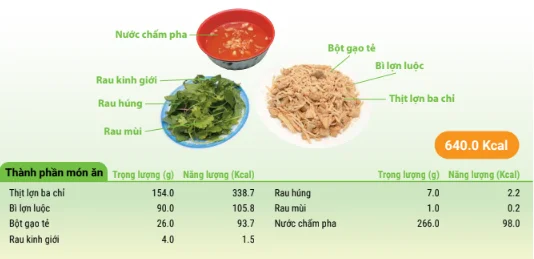 Nước chấm pha
Bột gạo tẻ
Bì lợn luộc
Rau kinh giới
Rau húng
Thịt lợn ba chỉ
Rau mùi
640.0 Kcal
Thành phần món ăn Trọng lượng (g) Năng lượng (Kcal) Trọng lượng (g) Năng lượng (Kcal)
Thịt lợn ba chỉ 154.0 338.7 Rau húng 7.0 2.2
Bì lợn luộc 90.0 105.8 Rau mùi 1.0 0.2
Bột gạo tẻ 26.0 93.7 Nước chấm pha 266.0 98.0
Rau kinh giới 4.0 1.5